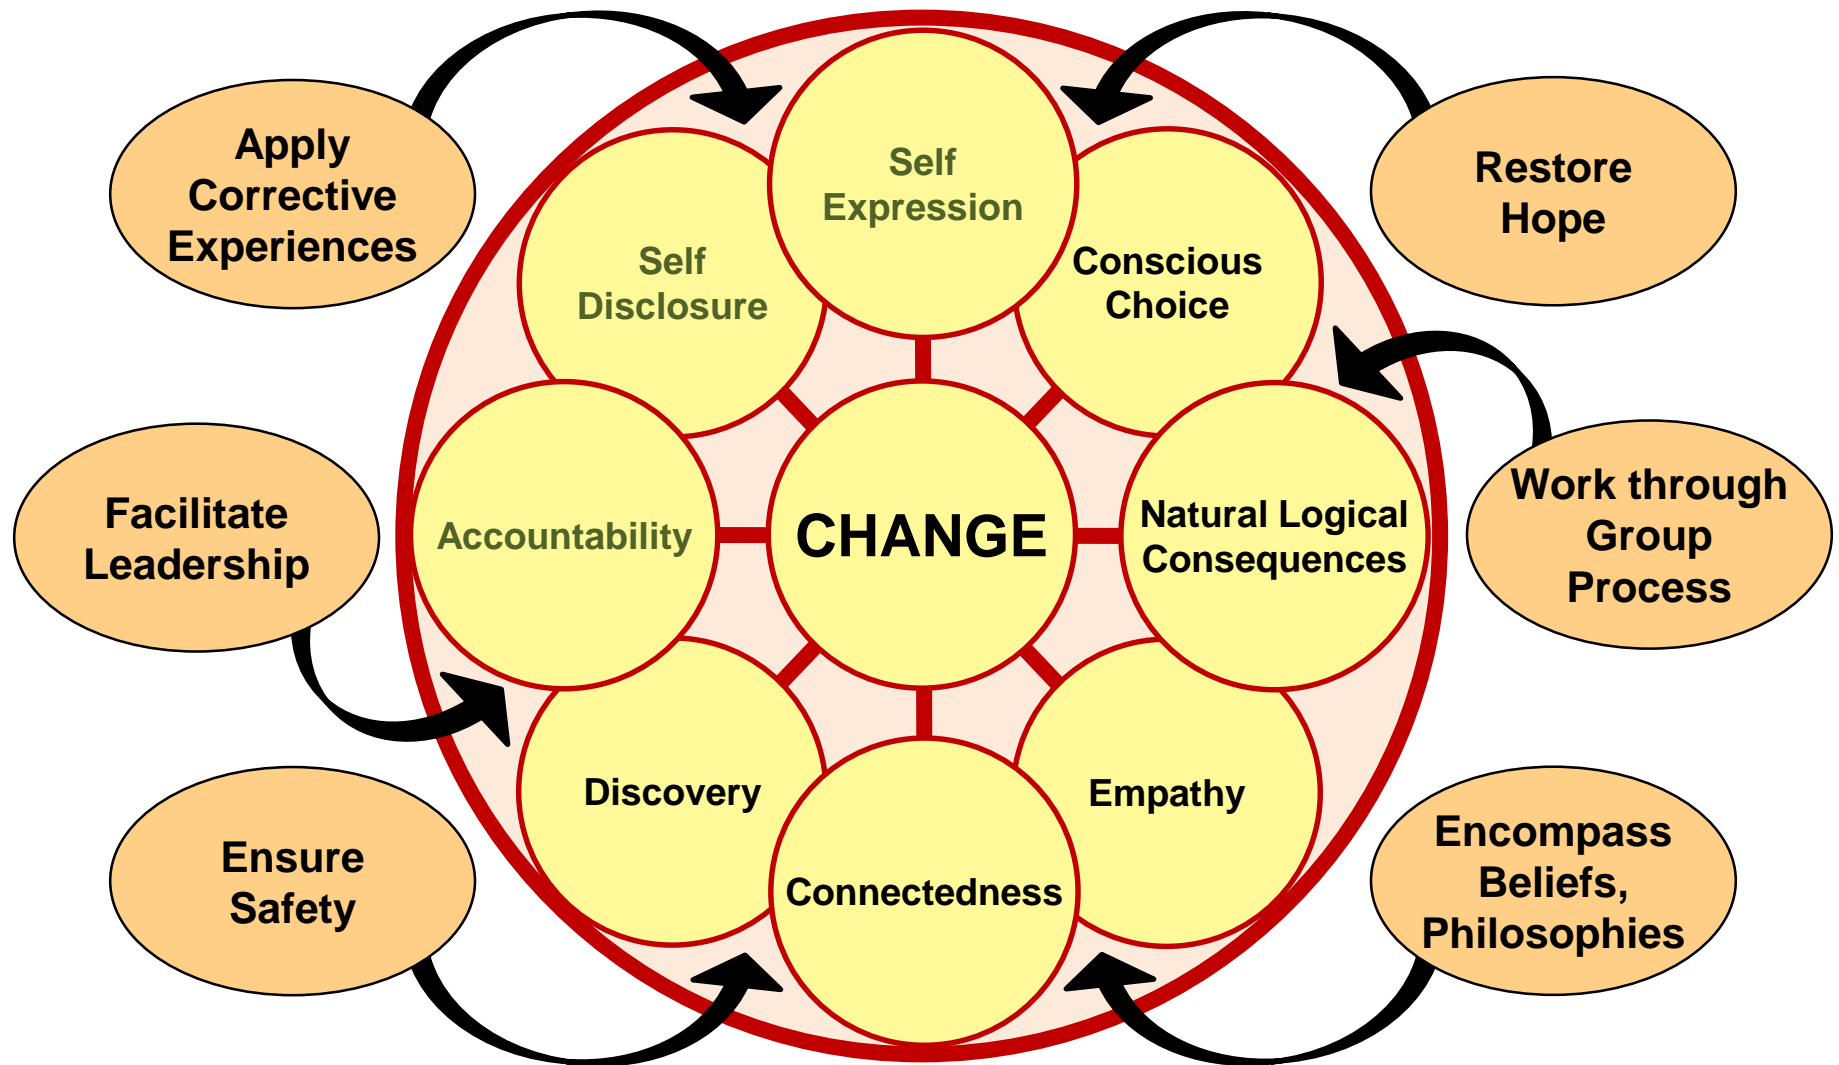 Apply
Corrective
Experiences
Self
Expression
Restore
Hope
Self
Disclosure
Conscious
Choice
Facilitate
Leadership
Accountability
CHANGE
Natural Logical
Consequences
Work through
Group
Process
Discovery
Empathy
Connectedness
Ensure
Safety
Encompass
Beliefs,
Philosophies